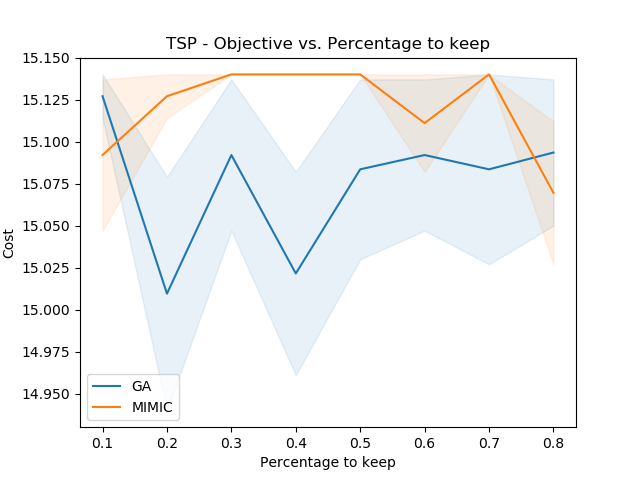 TSP - Objective vs. Percentage to keep
15.150
15.125
15.100
15.075
15.050
15.025
15.000
14.975
14.950
Cost
GA
MIMIC
0.1 0.2 0.3 0.4 0.5 0.6 0.7 0.8
Percentage to keep